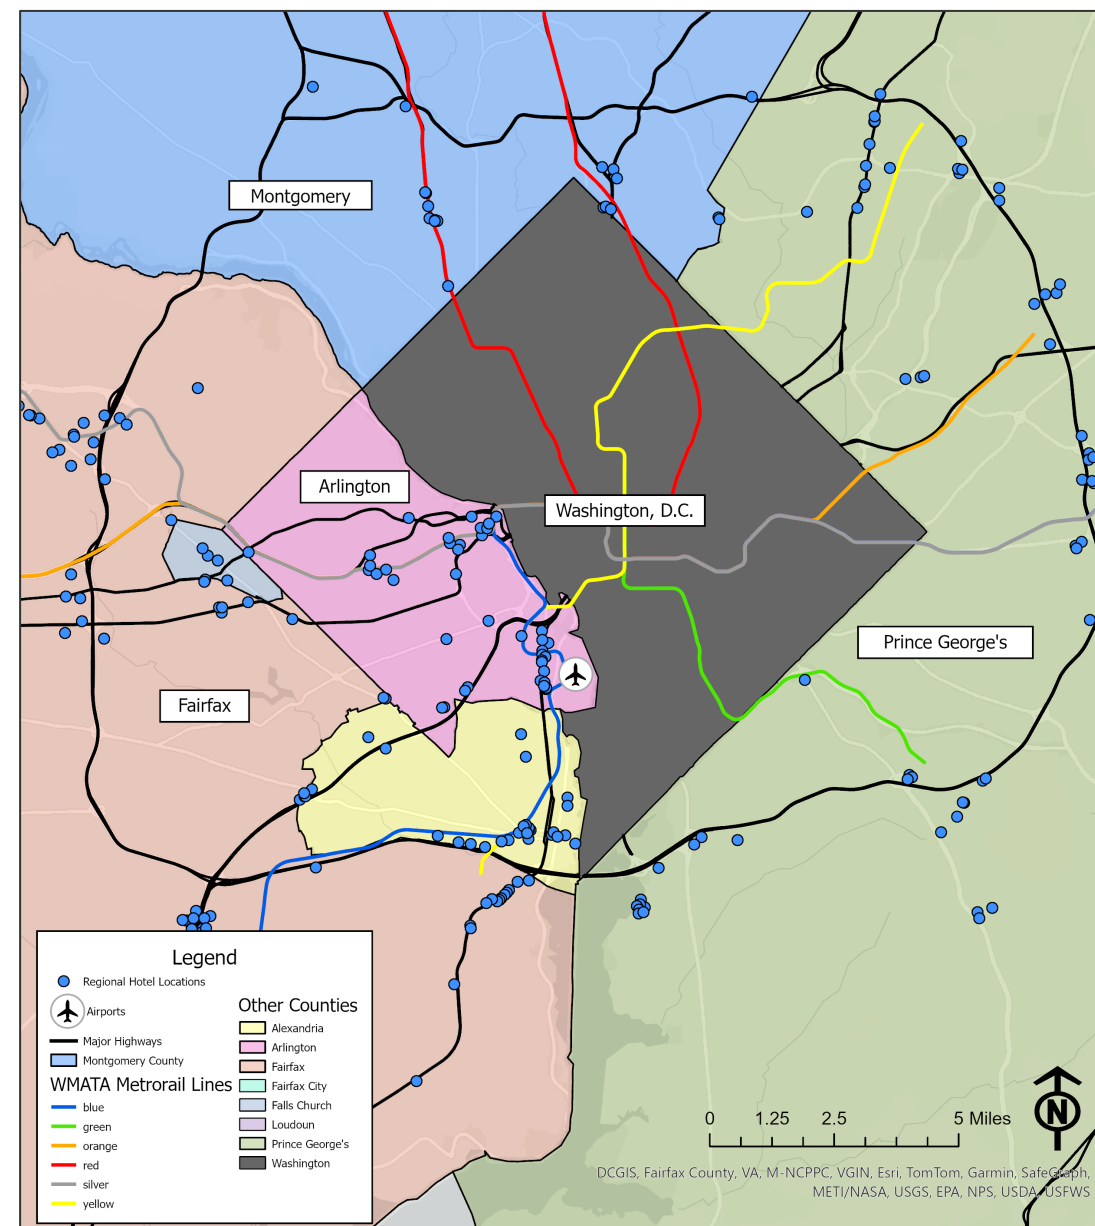 Montgomery
Arlington
Washington, D.C.
Prince George's
Fairfax
Legend
Regional Hotel Locations
Airports
Major Highways
Montgomery County
WMATA Metrorail Lines
blue
green
orange
red
silver
yellow
Other Counties
Alexandria
Arlington
Fairfax
Fairfax City
Falls Church
Loudoun
Prince George's
Washington
0 1.25 2.5 5 Miles
N
DCGIS, Fairfax County, VA, M-NCPPC, VGIN, Esri, TomTom, Garmin, SafeGraph,
METI/NASA, USGS, EPA, NPS, USDA, USFWS